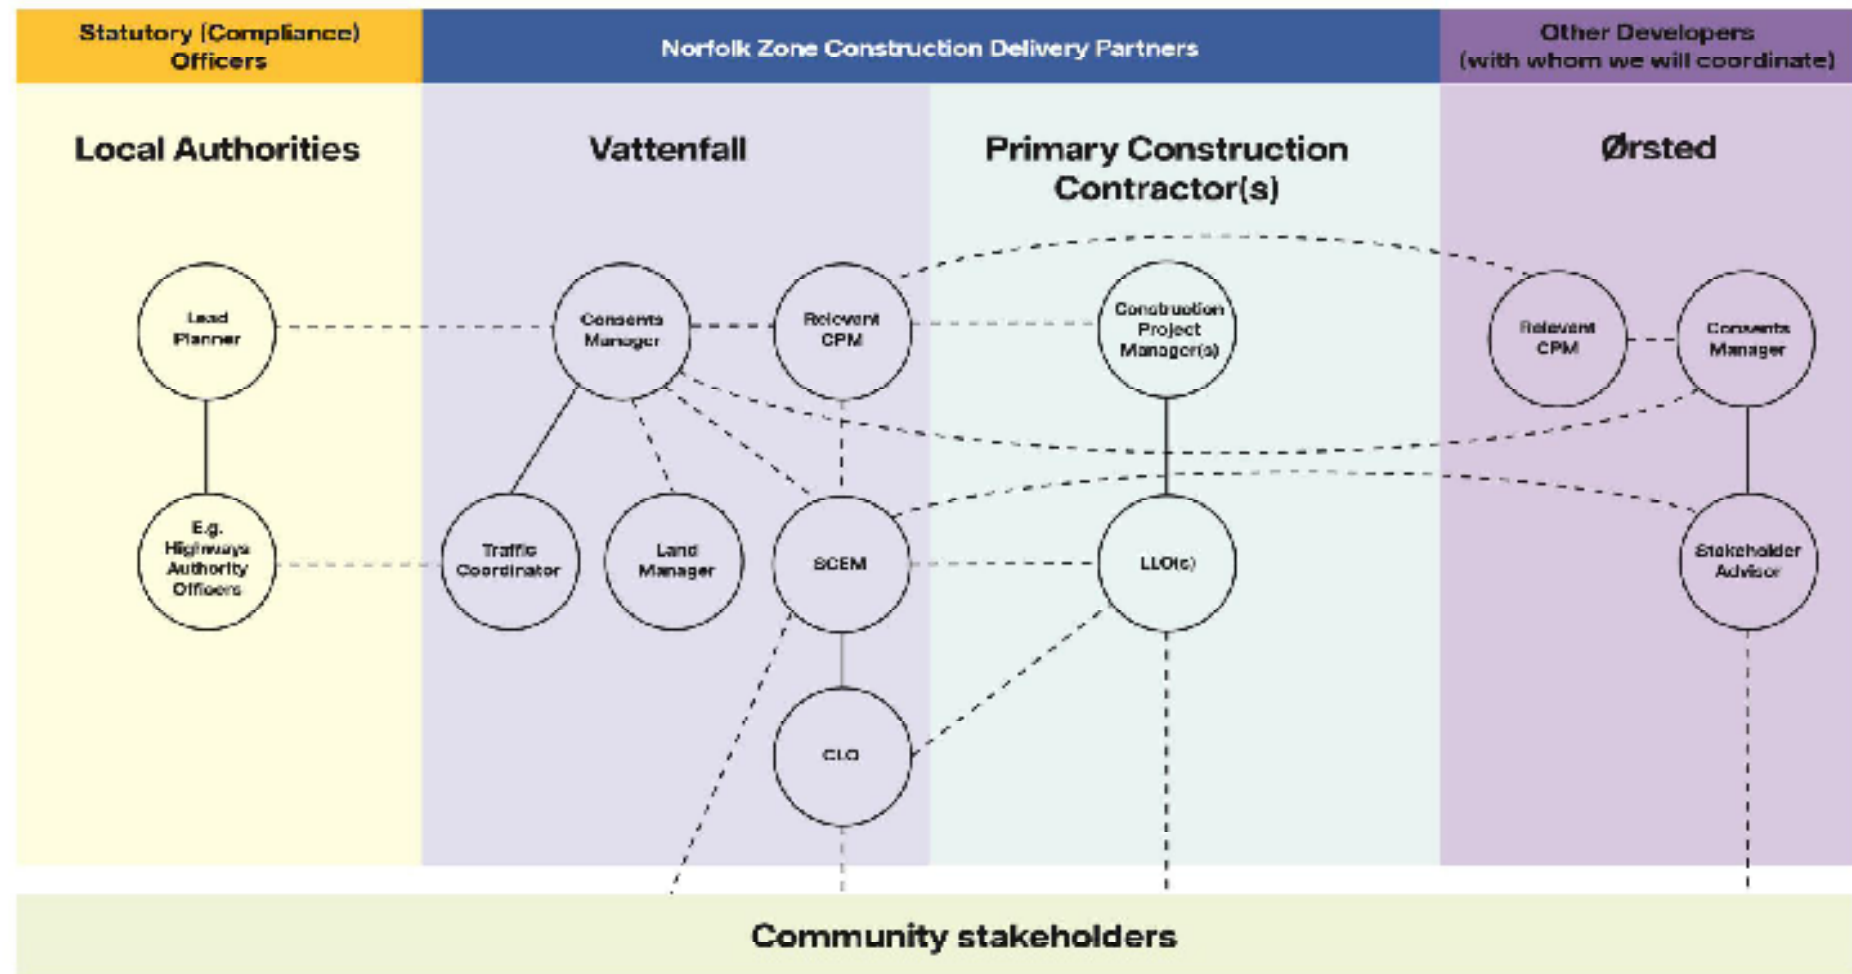 Statutory (Compliance)
Officers
Norfolk Zone Construction Delivery Partners
Other Developers
(with whom we will coordinate)
Local Authorities
Vattenfall
Primary Construction
Contractor(s)
Ørsted
Lead
Planner
Consents
Manager
Relevant
CPM
Construction
Project
Manager(s)
Relevant
CPM
Consents
Manager
E.g.
Highways
Authority
Officers
Traffic
Coordinator
Land
Manager
SCEM
LLO(s)
Stakeholder
Advisor
CLO
Community stakeholders